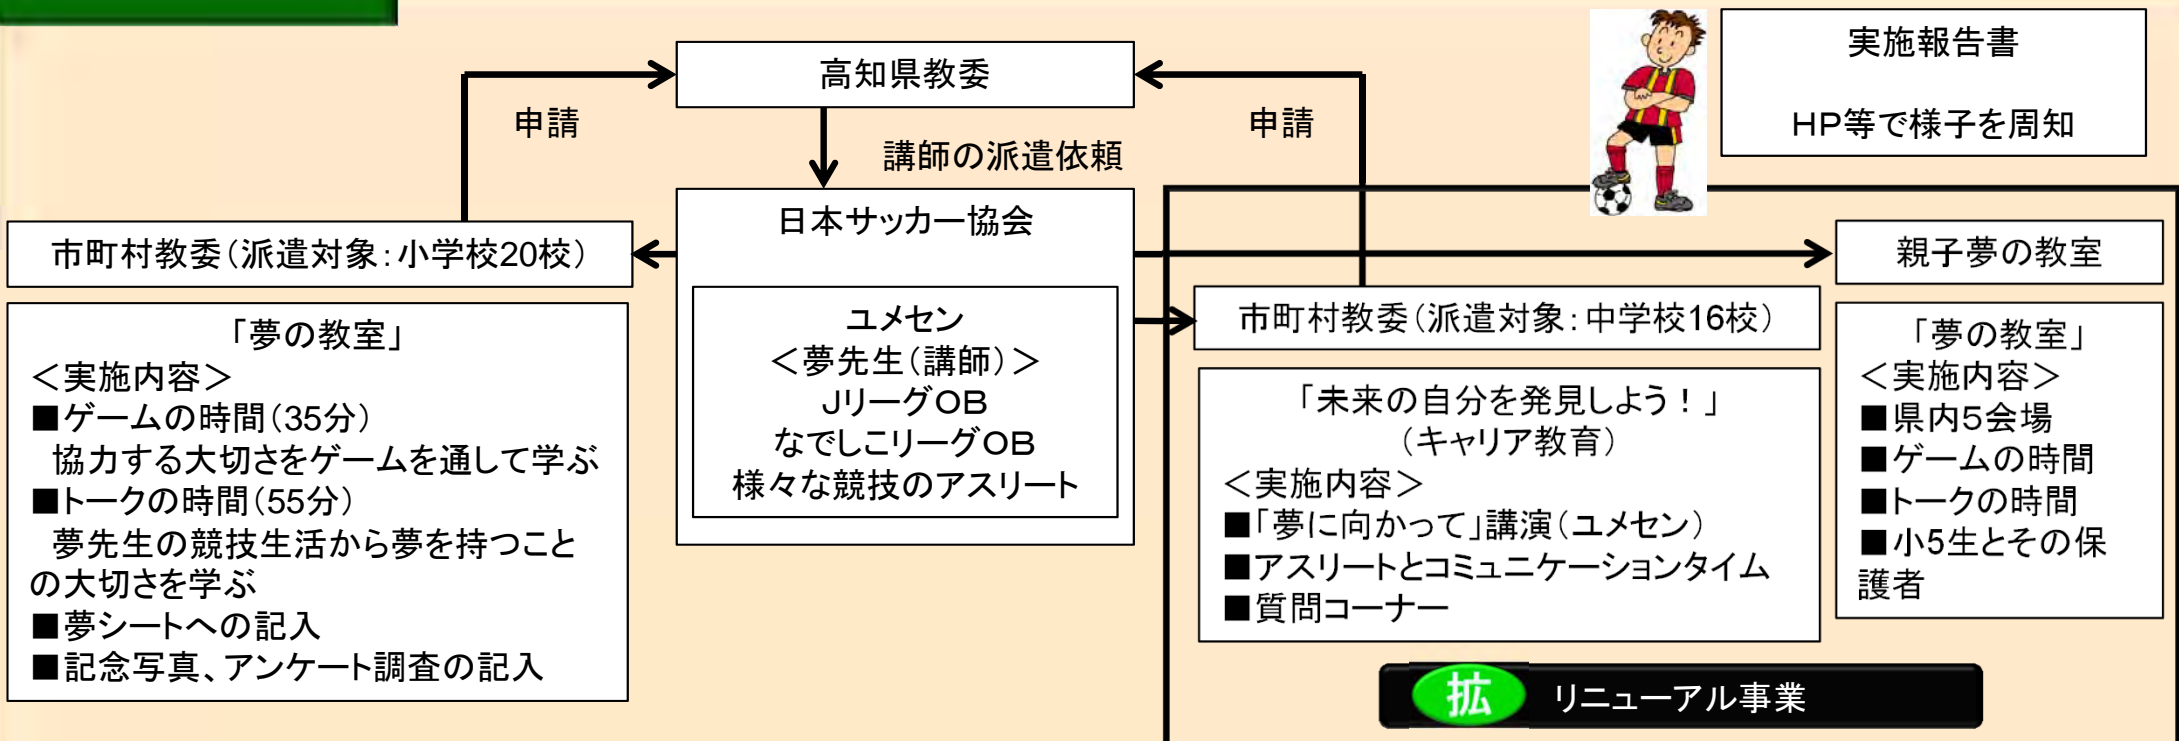 高知県教委
申請
申請
講師の派遣依頼
実施報告書
HP等で様子を周知
市町村教委(派遣対象:小学校20校)
「夢の教室」
＜実施内容＞
■ゲームの時間(35分)
協力する大切さをゲームを通して学ぶ
■トークの時間(55分)
夢先生の競技生活から夢を持つこと
の大切さを学ぶ
■夢シートへの記入
■記念写真、アンケート調査の記入
日本サッカー協会
ユメセン
＜夢先生(講師)＞
JリーグOB
なでしこリーグOB
様々な競技のアスリート
市町村教委(派遣対象:中学校16校)
「未来の自分を発見しよう！」
(キャリア教育)
＜実施内容＞
■「夢に向かって」講演(ユメセン)
■アスリートとコミュニケーションタイム
■質問コーナー
親子夢の教室
「夢の教室」
＜実施内容＞
■県内5会場
■ゲームの時間
■トークの時間
■小5生とその保
護者
拡 リニューアル事業